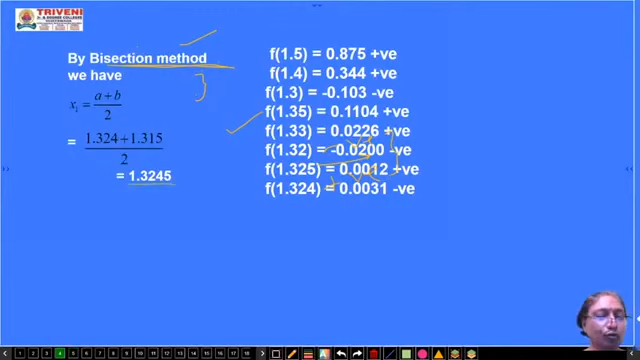 TRIVENI
By Bisection method
we have
x₁ = a + b / 2
= 1.324 + 1.315 / 2
= 1.3245
f(1.5) = 0.875 +ve
f(1.4) = 0.344 +ve
f(1.3) = -0.103 -ve
f(1.35) = 0.1104 +ve
f(1.33) = 0.0226 +ve
f(1.32) = -0.0200 -ve
f(1.325) = 0.0012 +ve
f(1.324) = 0.0031 -ve
1 2 3 4 5 6 7 8 9 10 11 12 13 14 15 16 17 18